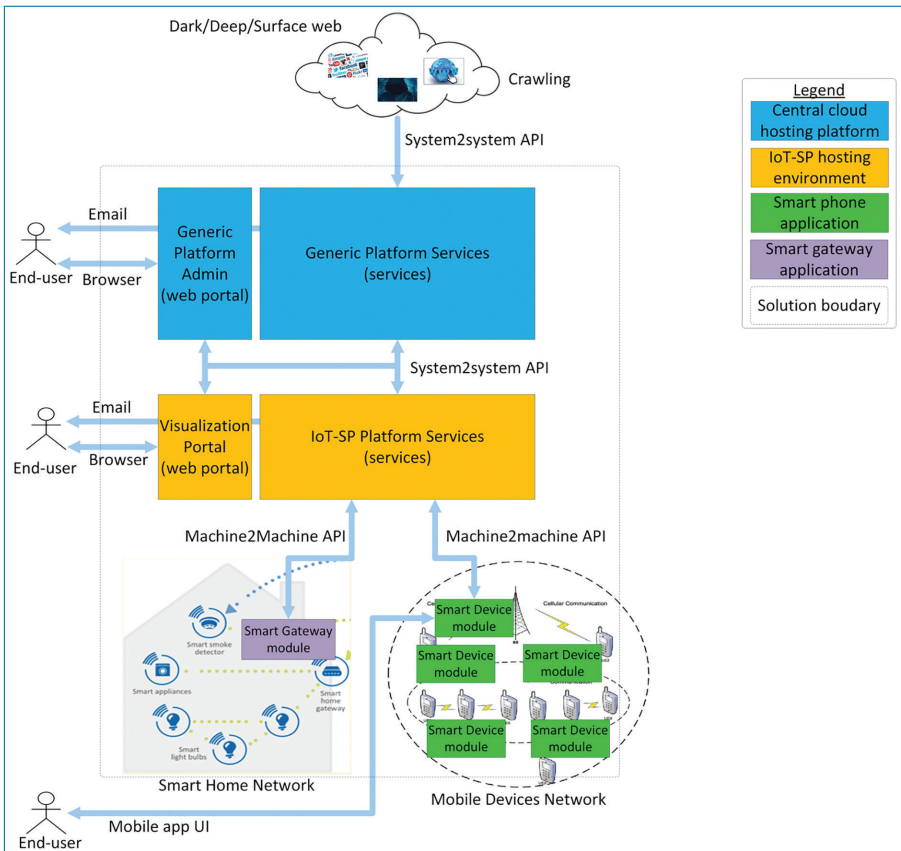 Dark/Deep/Surface web
Crawling
System2system API
Legend
Central cloud
hosting platform
IoT-SP hosting
environment
Smart phone
application
Smart gateway
application
Solution boudary
Email
End-user
Browser
Generic
Platform
Admin
(web portal)
Generic Platform Services
(services)
System2system API
Email
End-user
Browser
Visualization
Portal
(web portal)
IoT-SP Platform Services
(services)
Machine2Machine API
Machine2machine API
Smart smoke
detector
Smart Gateway
module
Smart appliances
Smart
home
gateway
Smart
light bulbs
Smart Home Network
Cellular Communication
Smart Device
module
Smart Device
module
Smart Device
module
Smart Device
module
Smart Device
module
Mobile Devices Network
End-user
Mobile app UI